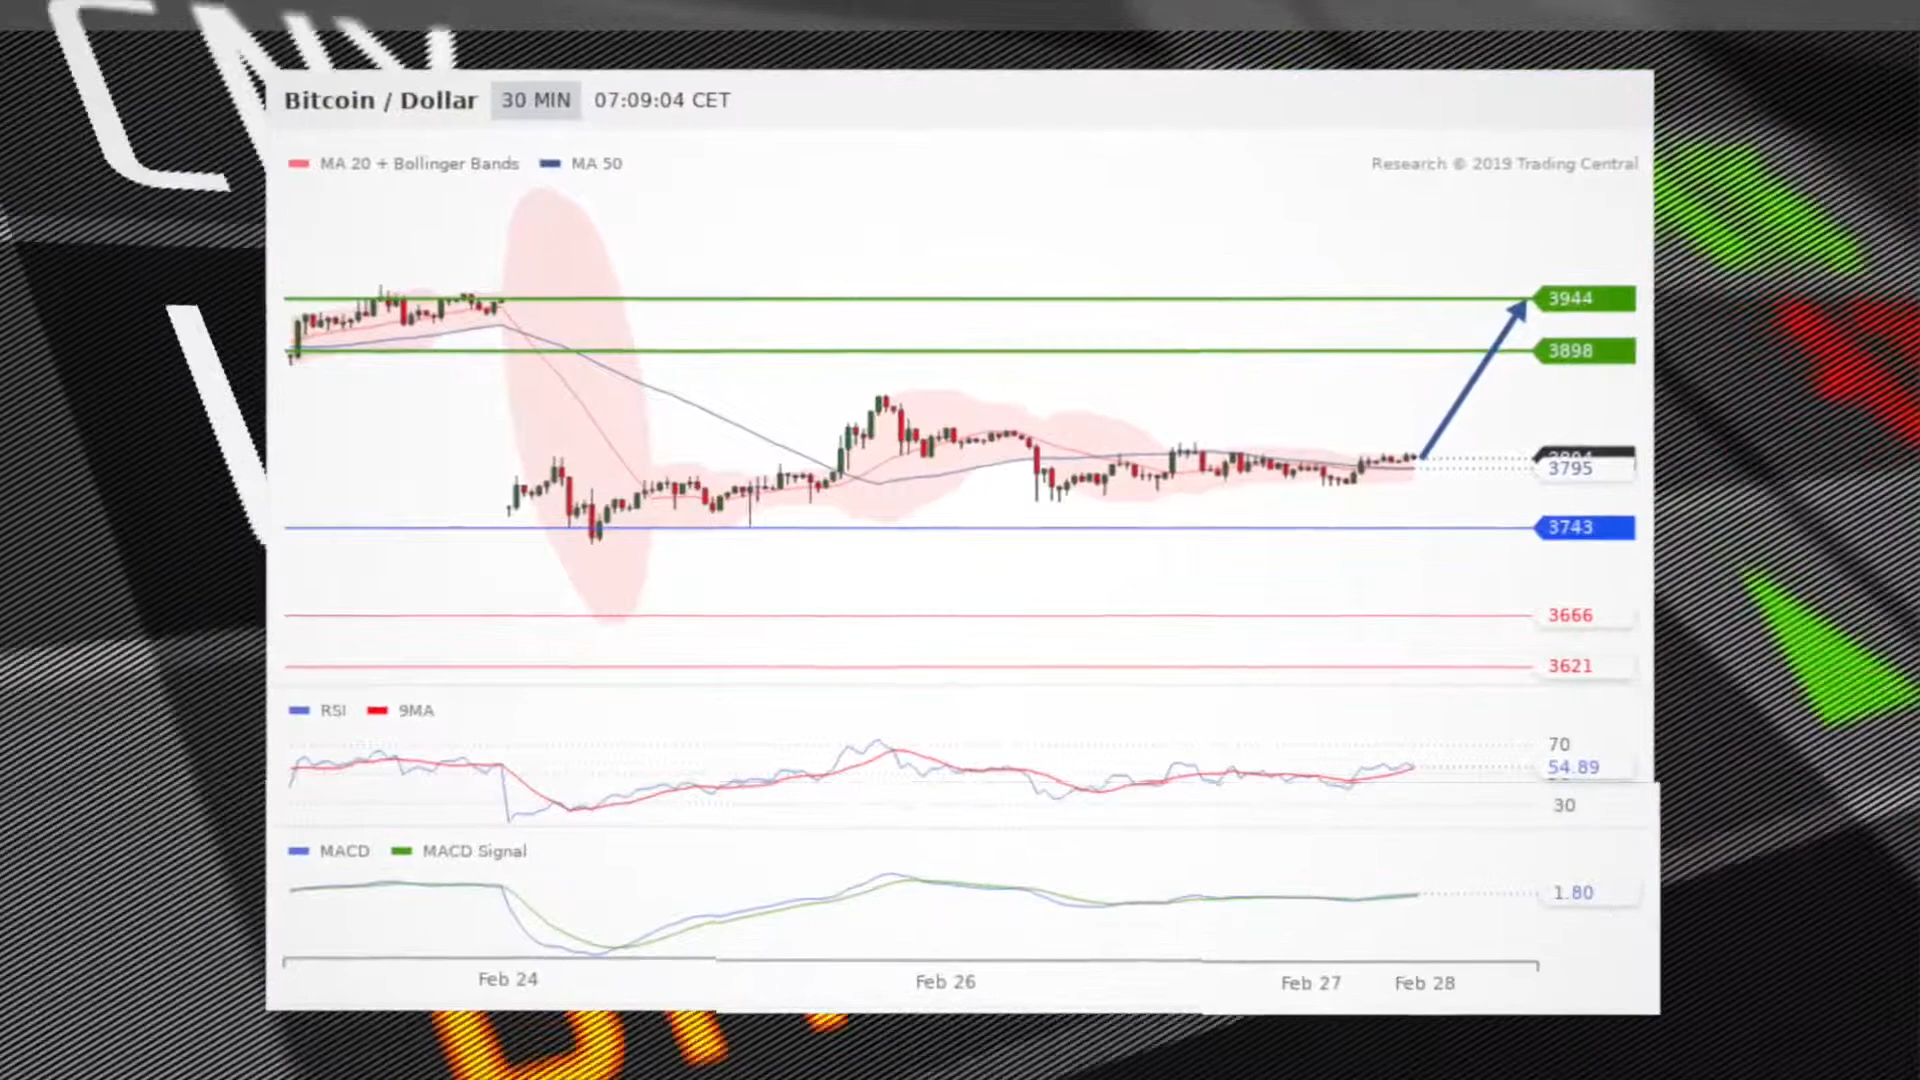 CNY
Bitcoin / Dollar 30 MIN 07:09:04 CET
MA 20 + Bollinger Bands MA 50 Research © 2019 Trading Central
3944
3898
3795
3743
3666
3621
RSI 9MA
70
54.89
30
MACD MACD Signal
1.80
Feb 24 Feb 26 Feb 27 Feb 28